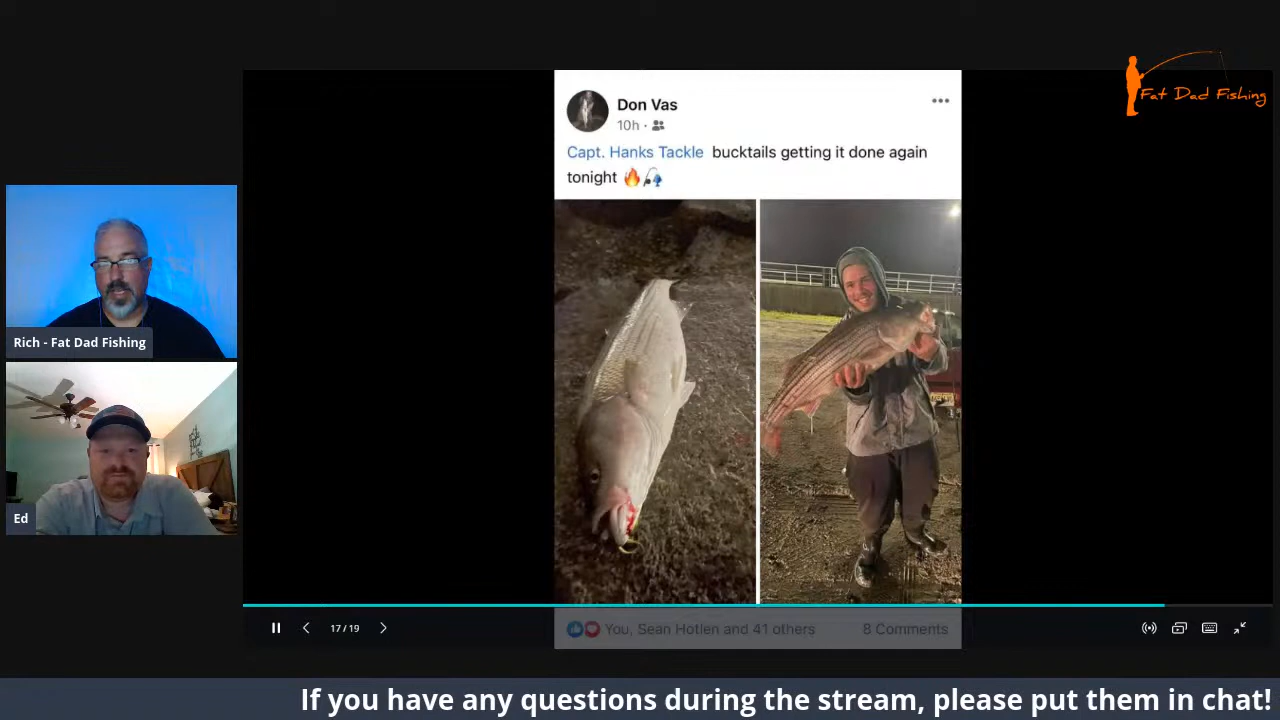 Fat Dad Fishing
Don Vas
10h
Capt. Hanks Tackle bucktails getting it done again
tonight
Rich - Fat Dad Fishing
Ed
17 / 19
You, Sean Hotlen and 41 others 8 Comments
If you have any questions during the stream, please put them in chat!